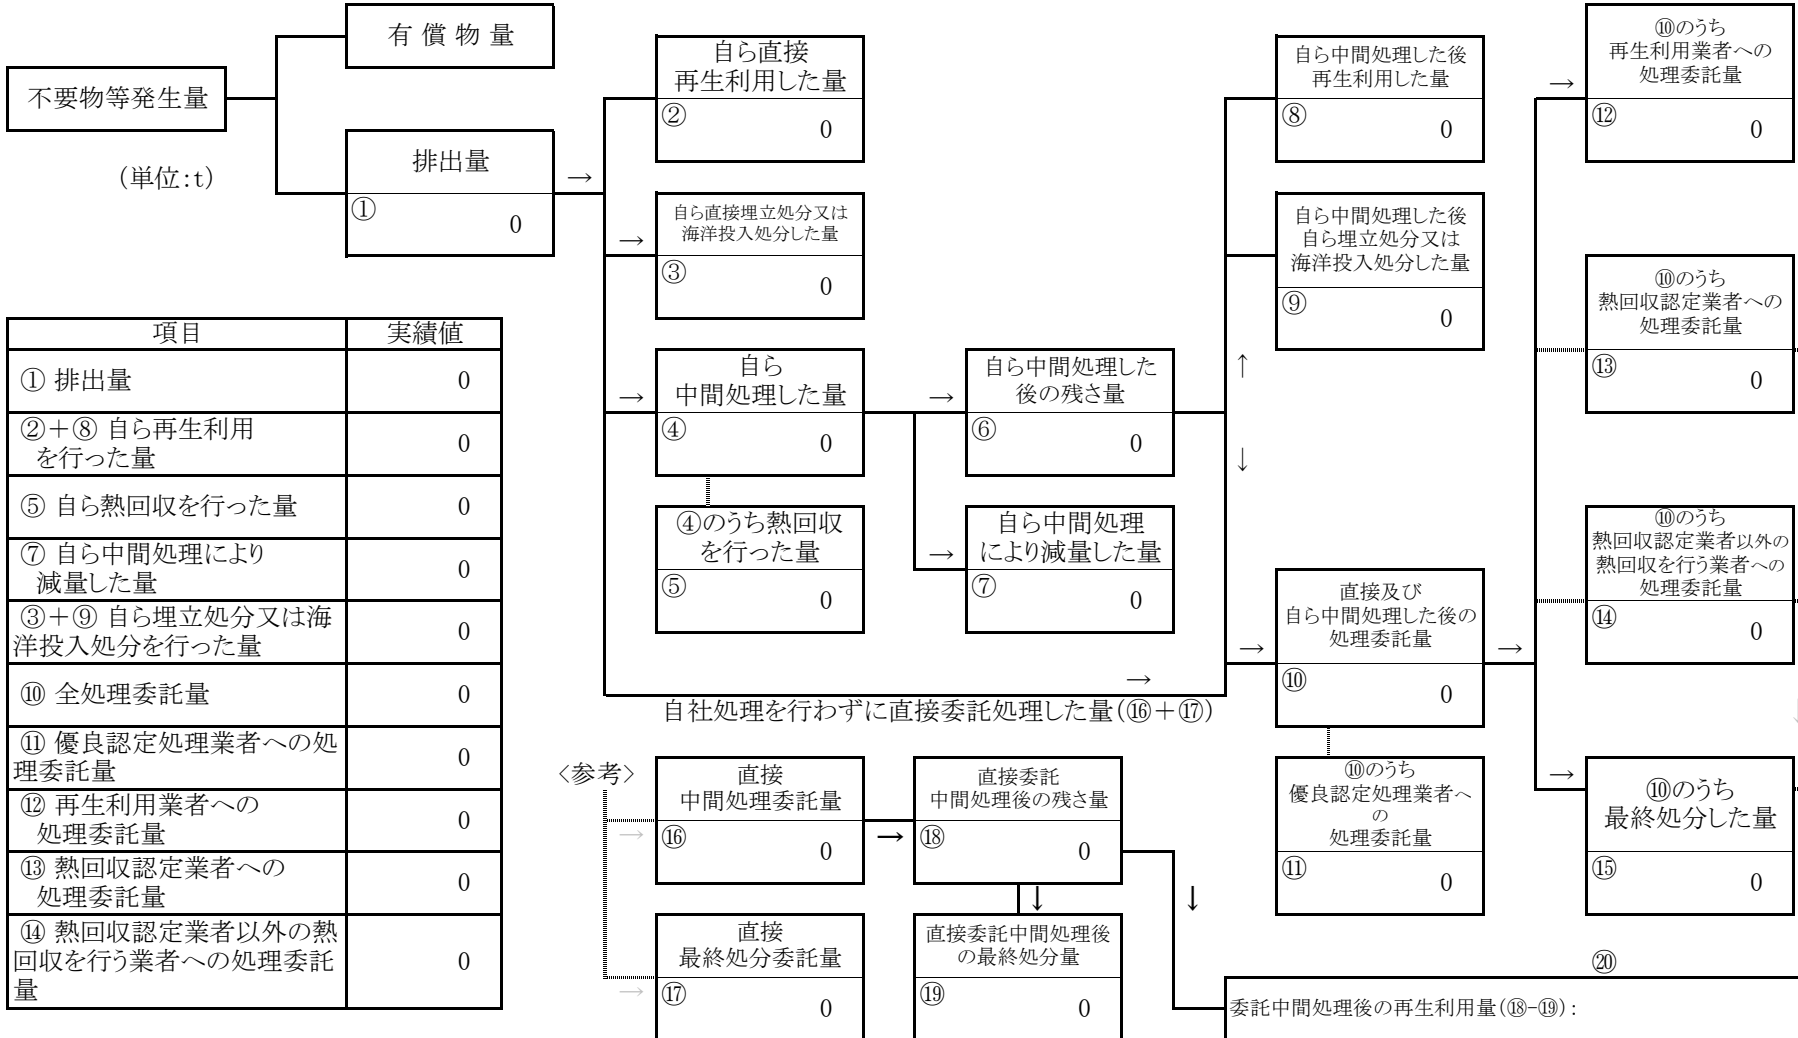 有 償 物 量
不要物等発生量
（単位：t）
排出量
①
0
→
自ら直接
再生利用した量
②
0
→
自ら直接埋立処分又は
海洋投入処分した量
③
0
→
自ら
中間処理した量
④
0
④のうち熱回収
を行った量
⑤
0
→
自ら中間処理した
後の残さ量
⑥
0
→
自ら中間処理
により減量した量
⑦
0
自ら中間処理した後
再生利用した量
⑧
0
自ら中間処理した後
自ら埋立処分又は
海洋投入処分した量
⑨
0
↑
↓
→
直接及び
自ら中間処理した後の
処理委託量
⑩
0
→
⑩のうち
優良認定処理業者へ
の
処理委託量
⑪
0
→
⑩のうち
再生利用業者への
処理委託量
⑫
0
⑩のうち
熱回収認定業者への
処理委託量
⑬
0
⑩のうち
熱回収認定業者以外の
熱回収を行う業者への
処理委託量
⑭
0
→
⑩のうち
最終処分した量
⑮
0
→
自社処理を行わずに直接委託処理した量（⑯＋⑰）
項目 実績値
① 排出量 0
②＋⑧ 自ら再生利用
を行った量 0
⑤ 自ら熱回収を行った量 0
⑦ 自ら中間処理により
減量した量 0
③＋⑨ 自ら埋立処分又は海
洋投入処分を行った量 0
⑩ 全処理委託量 0
⑪ 優良認定処理業者への処
理委託量 0
⑫ 再生利用業者への
処理委託量 0
⑬ 熱回収認定業者への
処理委託量 0
⑭ 熱回収認定業者以外の熱
回収を行う業者への処理委託
量 0
＜参考＞
→
直接
中間処理委託量
⑯
0
→
直接委託
中間処理後の残さ量
⑱
0
↓
↓
→
直接
最終処分委託量
⑰
0
直接委託中間処理後
の最終処分量
⑲
0
⑳
委託中間処理後の再生利用量（⑱-⑲）：